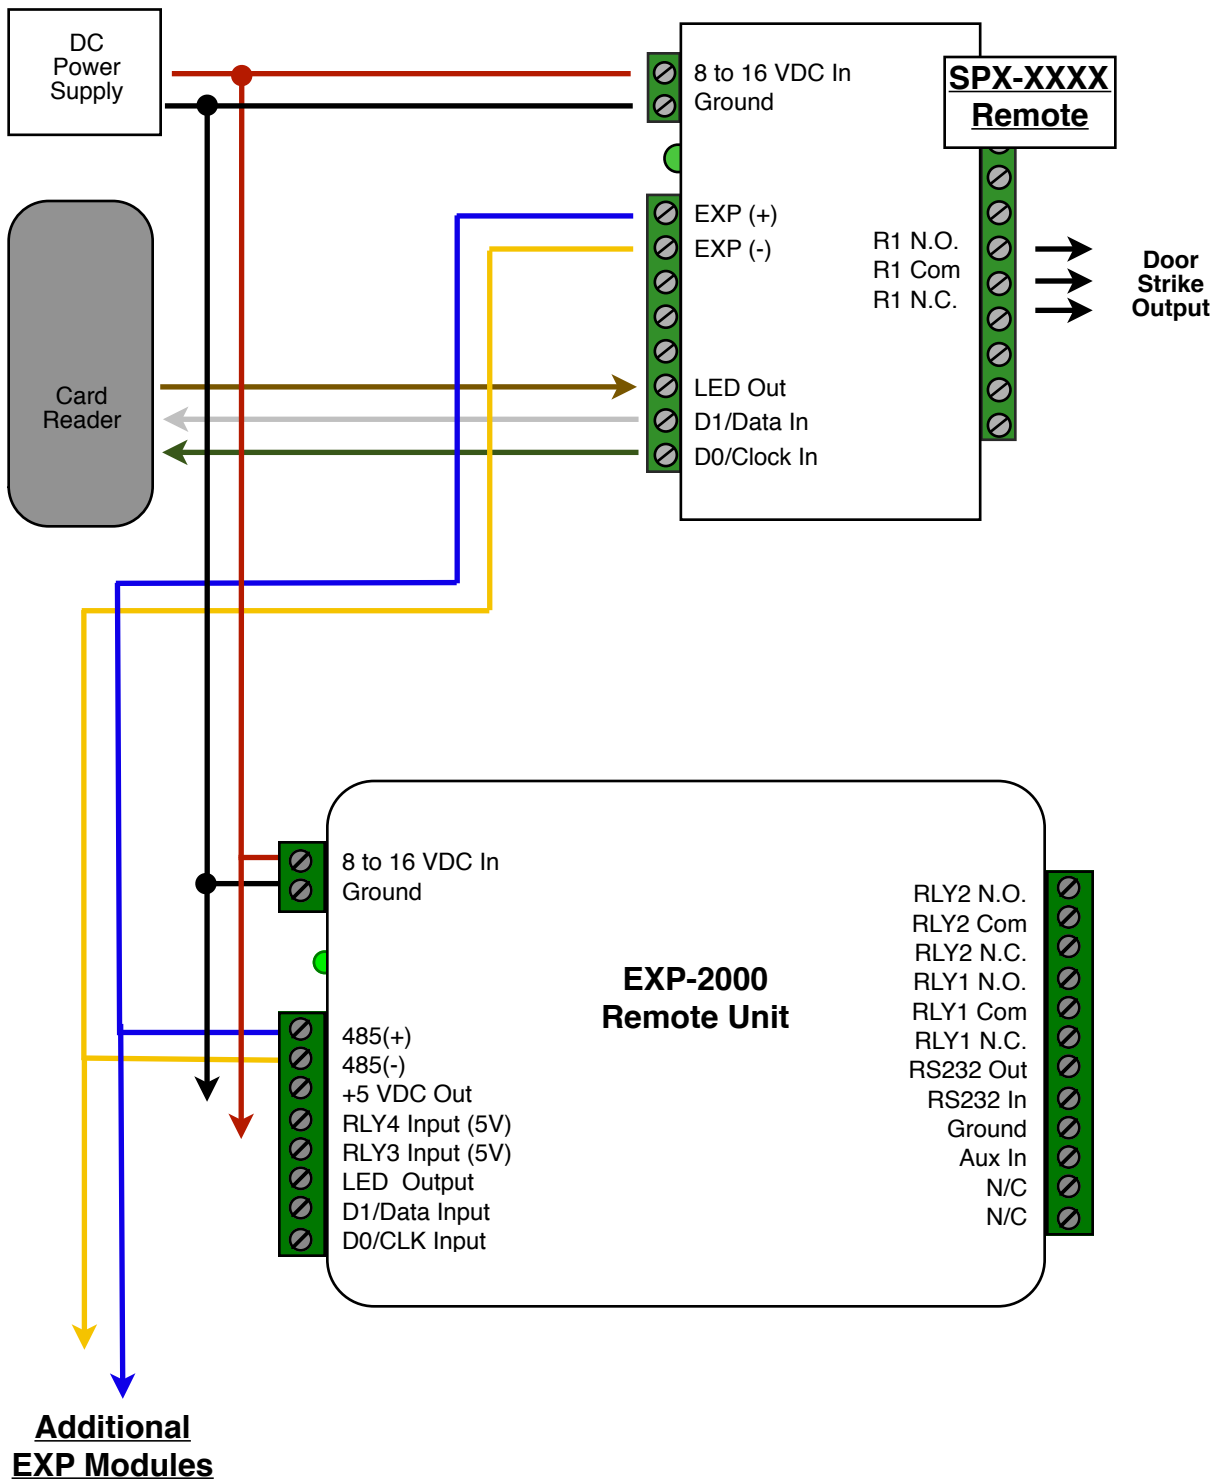 DC
Power
Supply
8 to 16 VDC In
Ground
SPX-XXXX
Remote
EXP (+)
EXP (-)
R1 N.O.
R1 Com
R1 N.C.
Door
Strike
Output
Card
Reader
LED Out
D1/Data In
D0/Clock In
8 to 16 VDC In
Ground
EXP-2000
Remote Unit
485(+)
485(-)
+5 VDC Out
RLY4 Input (5V)
RLY3 Input (5V)
LED Output
D1/Data Input
D0/CLK Input
RLY2 N.O.
RLY2 Com
RLY2 N.C.
RLY1 N.O.
RLY1 Com
RLY1 N.C.
RS232 Out
RS232 In
Ground
Aux In
N/C
N/C
Additional
EXP Modules